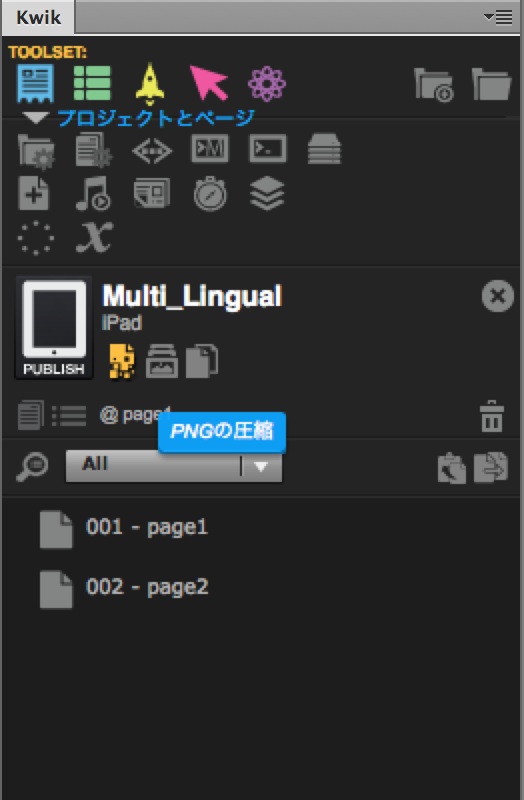 Kwik
TOOLSET:
プロジェクトとページ
Multi_Lingual
iPad
PUBLISH
@ page1
PNGの圧縮
All
001 - page1
002 - page2